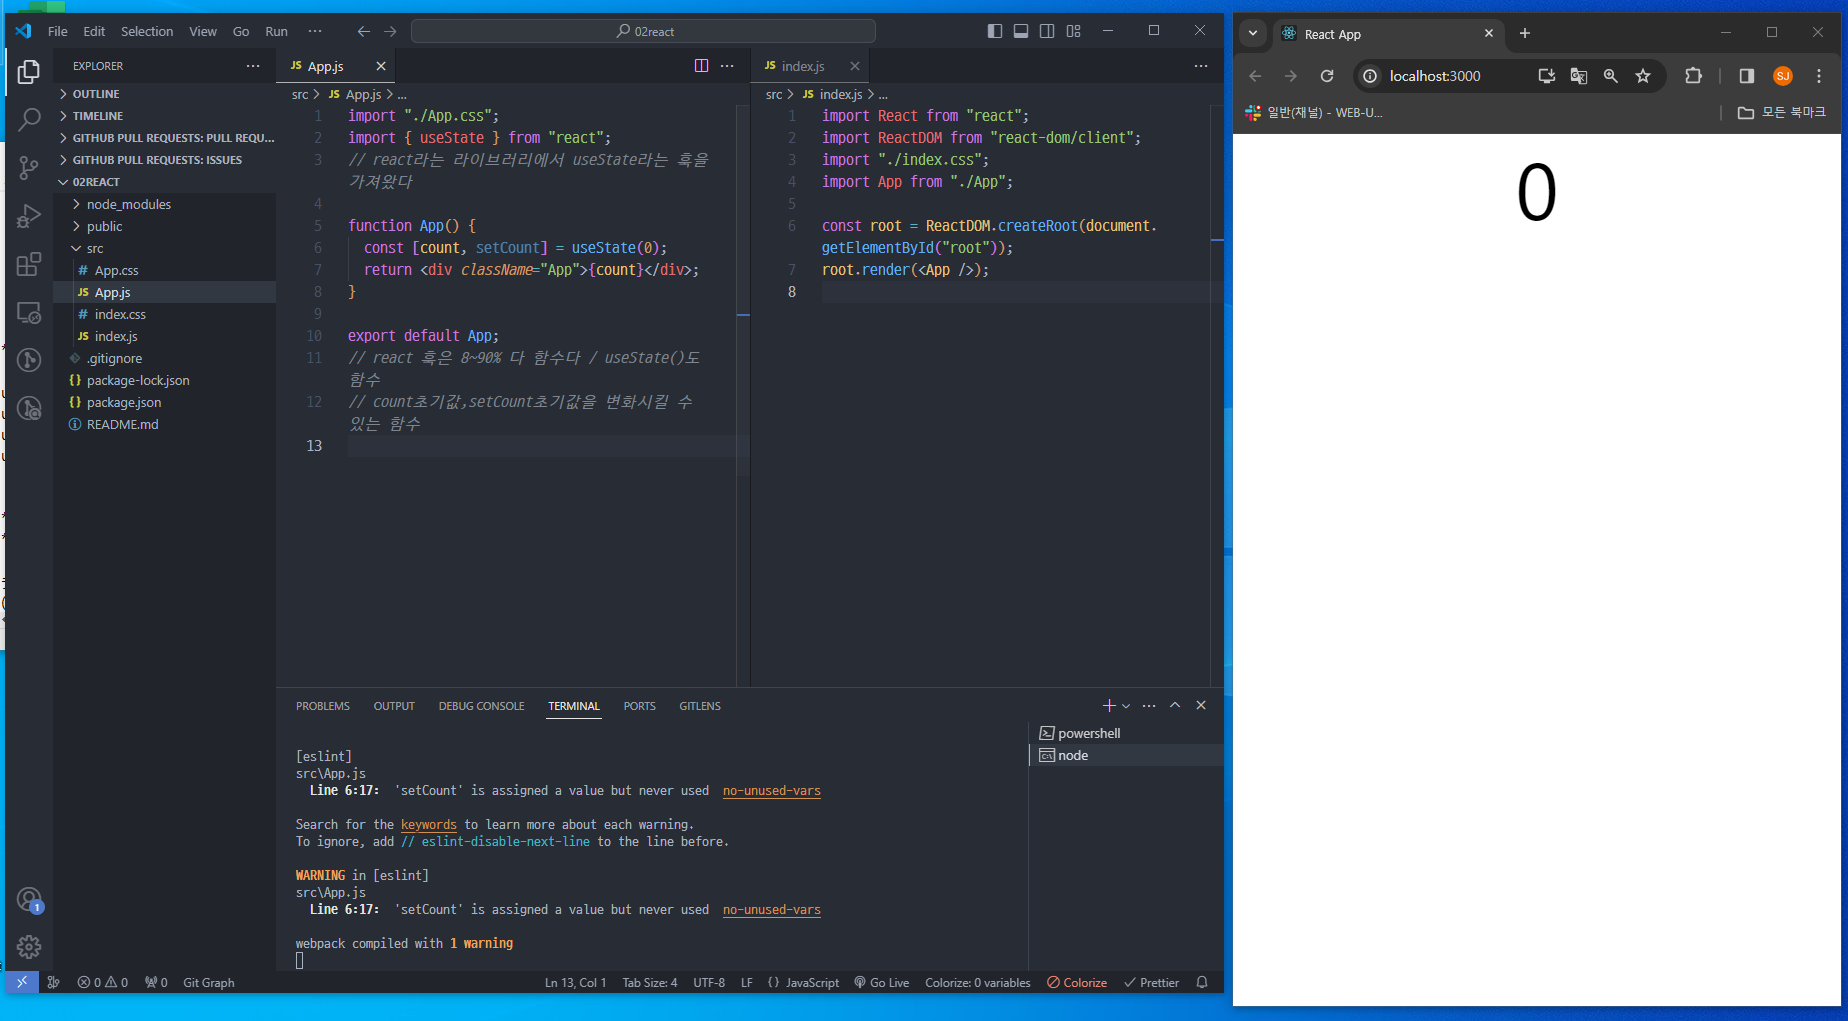 File Edit Selection View Go Run ... 02react
EXPLORER ...
OUTLINE
TIMELINE
GITHUB PULL REQUESTS: PULL REQU...
GITHUB PULL REQUESTS: ISSUES
02REACT
node_modules
public
src
# App.css
JS App.js
# index.css
JS index.js
.gitignore
{} package-lock.json
{} package.json
README.md
JS App.js
src > JS App.js > ...
1 import "./App.css";
2 import { useState } from "react";
3 // react라는 라이브러리에서 useState라는 훅을
가져왔다
4
5 function App() {
6 const [count, setCount] = useState(0);
7 return <div className="App">{count}</div>;
8 }
9
10 export default App;
11 // react 훅은 8~90% 다 함수다 / useState()도
함수
12 // count초기값,setCount초기값을 변화시킬 수
있는 함수
13
JS index.js
src > JS index.js > ...
1 import React from "react";
2 import ReactDOM from "react-dom/client";
3 import "./index.css";
4 import App from "./App";
5
6 const root = ReactDOM.createRoot(document.
getElementById("root"));
7 root.render(<App />);
8
PROBLEMS OUTPUT DEBUG CONSOLE TERMINAL PORTS GITLENS
[eslint]
src\App.js
Line 6:17: 'setCount' is assigned a value but never used no-unused-vars
Search for the keywords to learn more about each warning.
To ignore, add // eslint-disable-next-line to the line before.
WARNING in [eslint]
src\App.js
Line 6:17: 'setCount' is assigned a value but never used no-unused-vars
webpack compiled with 1 warning
powershell
node
1
0 0 0 Git Graph Ln 13, Col 1 Tab Size: 4 UTF-8 LF {} JavaScript Go Live Colorize: 0 variables Colorize Prettier
React App
localhost:3000 SJ
일반(채널) - WEB-U... 모든 북마크
0